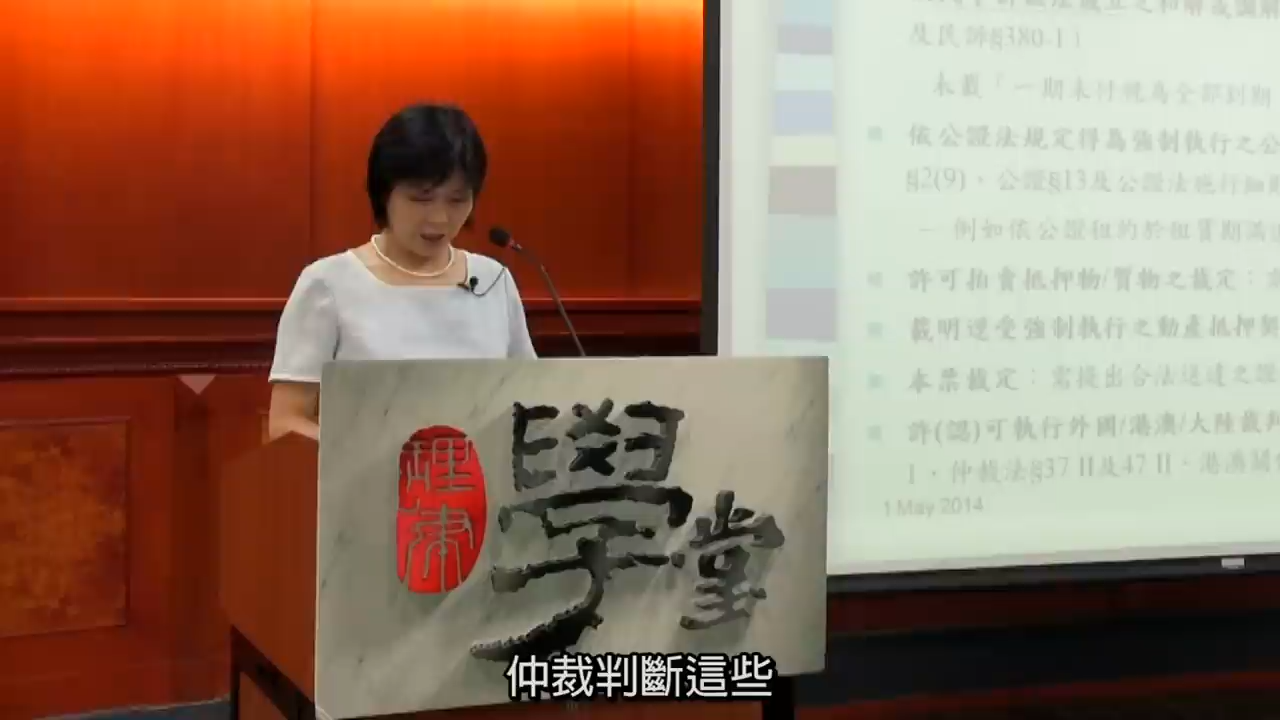 及民訴§380-1）
未載「一期未付視為全部到期
依公證法規定得為強制執行之公
§2(9)、公證§13及公證法施行細則
－ 例如依公證租約於租賃期滿
許可拍賣抵押物/質物之裁定：
載明逕受強制執行之動產抵押契
本票裁定：需提出合法送達之證
許(認)可執行外國/港澳/大陸裁判
1，仲裁法§37 II及47 II，港澳關
1 May 2014
理律
學堂
仲裁判斷這些